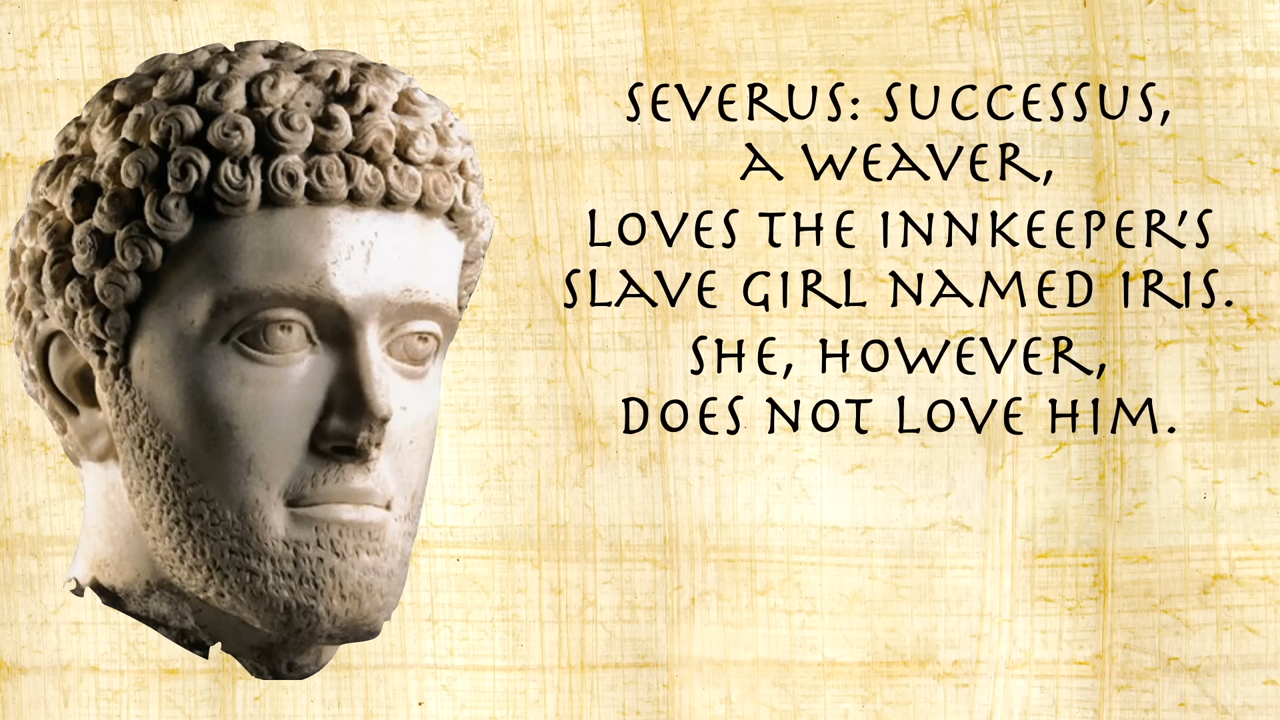 SEVERUS: SUCCESSUS,
A WEAVER,
LOVES THE INNKEEPER'S
SLAVE GIRL NAMED IRIS.
SHE, HOWEVER,
DOES NOT LOVE HIM.